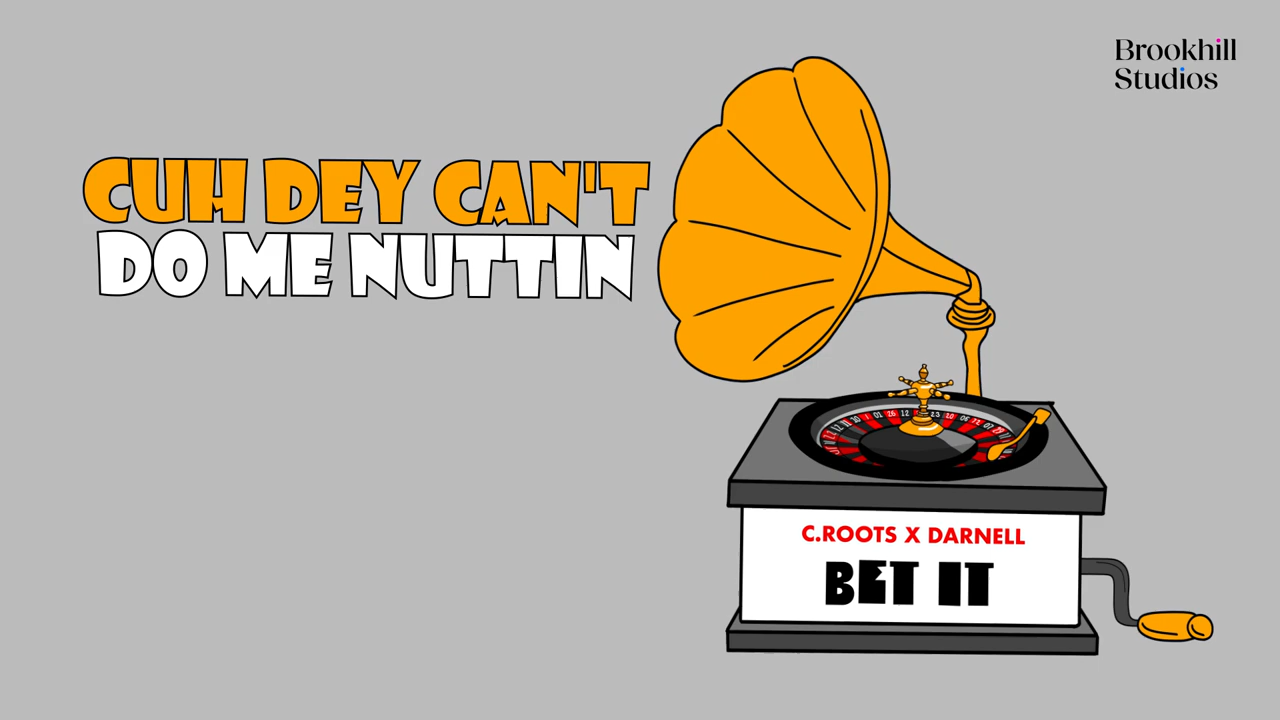 Brookhill
Studios
CUH DEY CAN'T
DO ME NUTTIN
C.ROOTS X DARNELL
BET IT